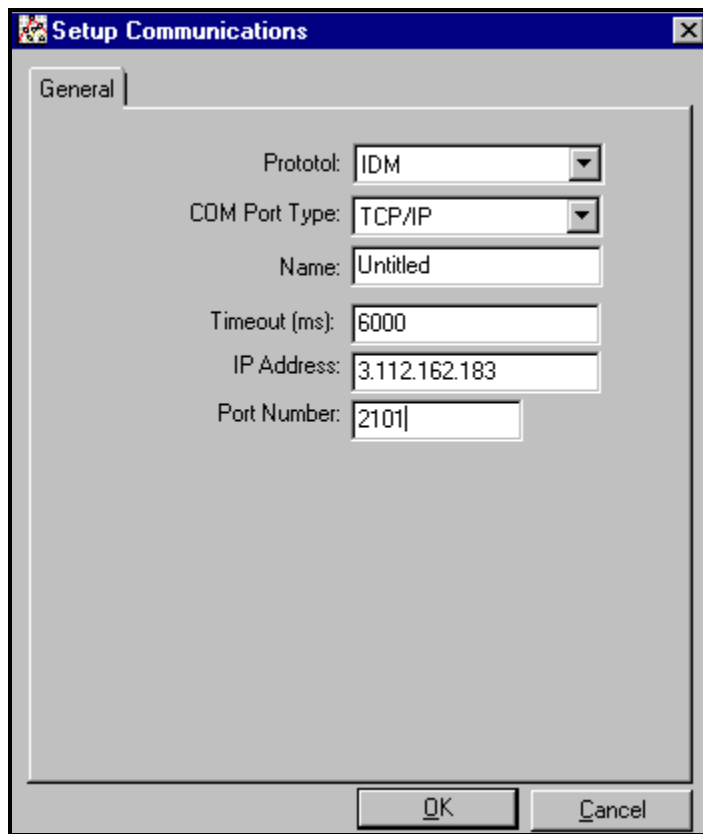 Setup Communications
General
Prototol: IDM
COM Port Type: TCP/IP
Name: Untitled
Timeout (ms): 6000
IP Address: 3.112.162.183
Port Number: 2101
OK Cancel